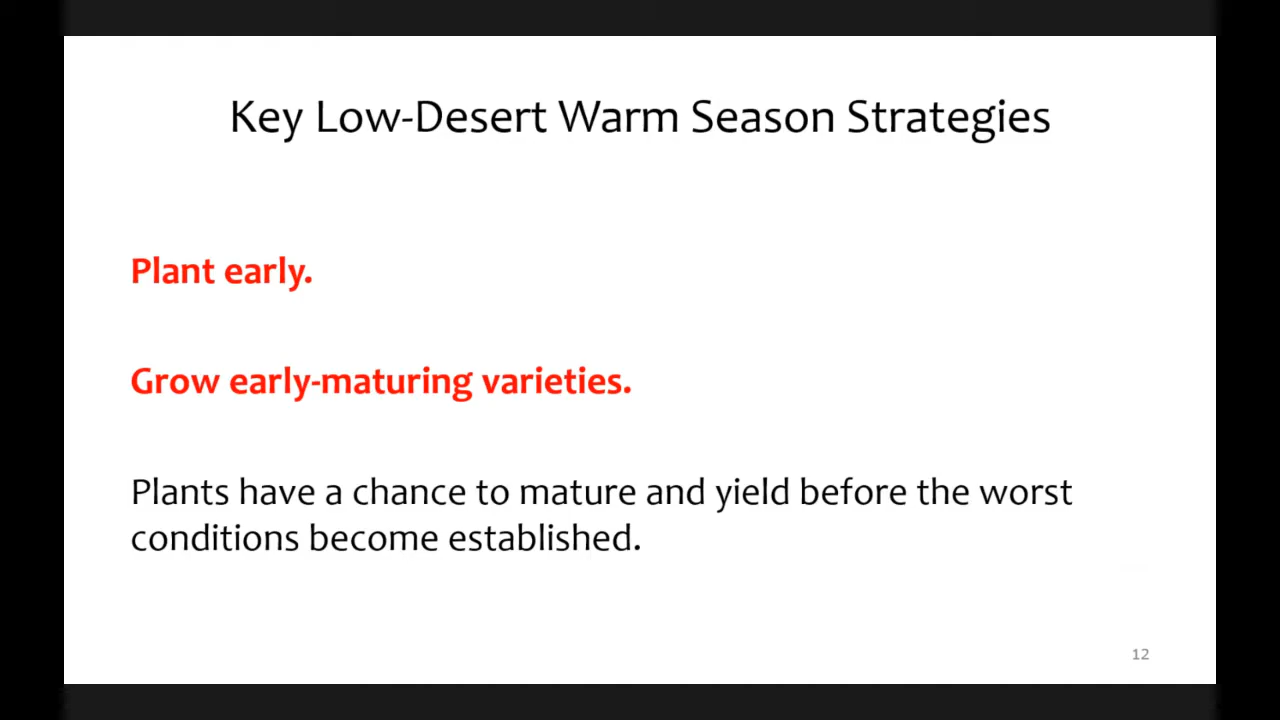 Key Low-Desert Warm Season Strategies
Plant early.
Grow early-maturing varieties.
Plants have a chance to mature and yield before the worst
conditions become established.
12